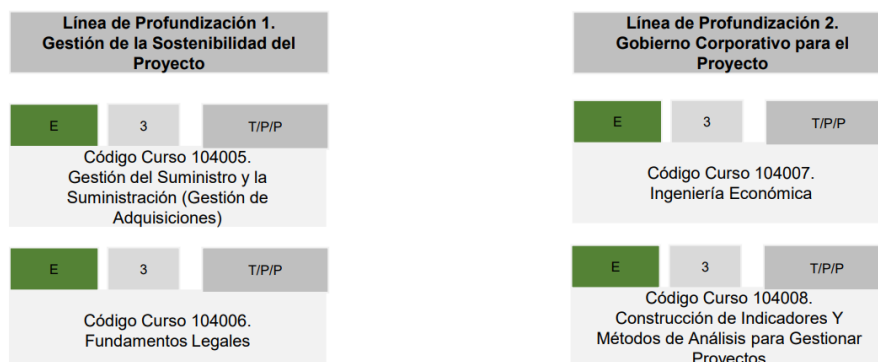 Línea de Profundización 1.
Gestión de la Sostenibilidad del
Proyecto
E
3
T/P/P
Código Curso 104005.
Gestión del Suministro y la
Suministración (Gestión de
Adquisiciones)
E
3
T/P/P
Código Curso 104006.
Fundamentos Legales
Línea de Profundización 2.
Gobierno Corporativo para el
Proyecto
E
3
T/P/P
Código Curso 104007.
Ingeniería Económica
E
3
T/P/P
Código Curso 104008.
Construcción de Indicadores Y
Métodos de Análisis para Gestionar
Proyectos